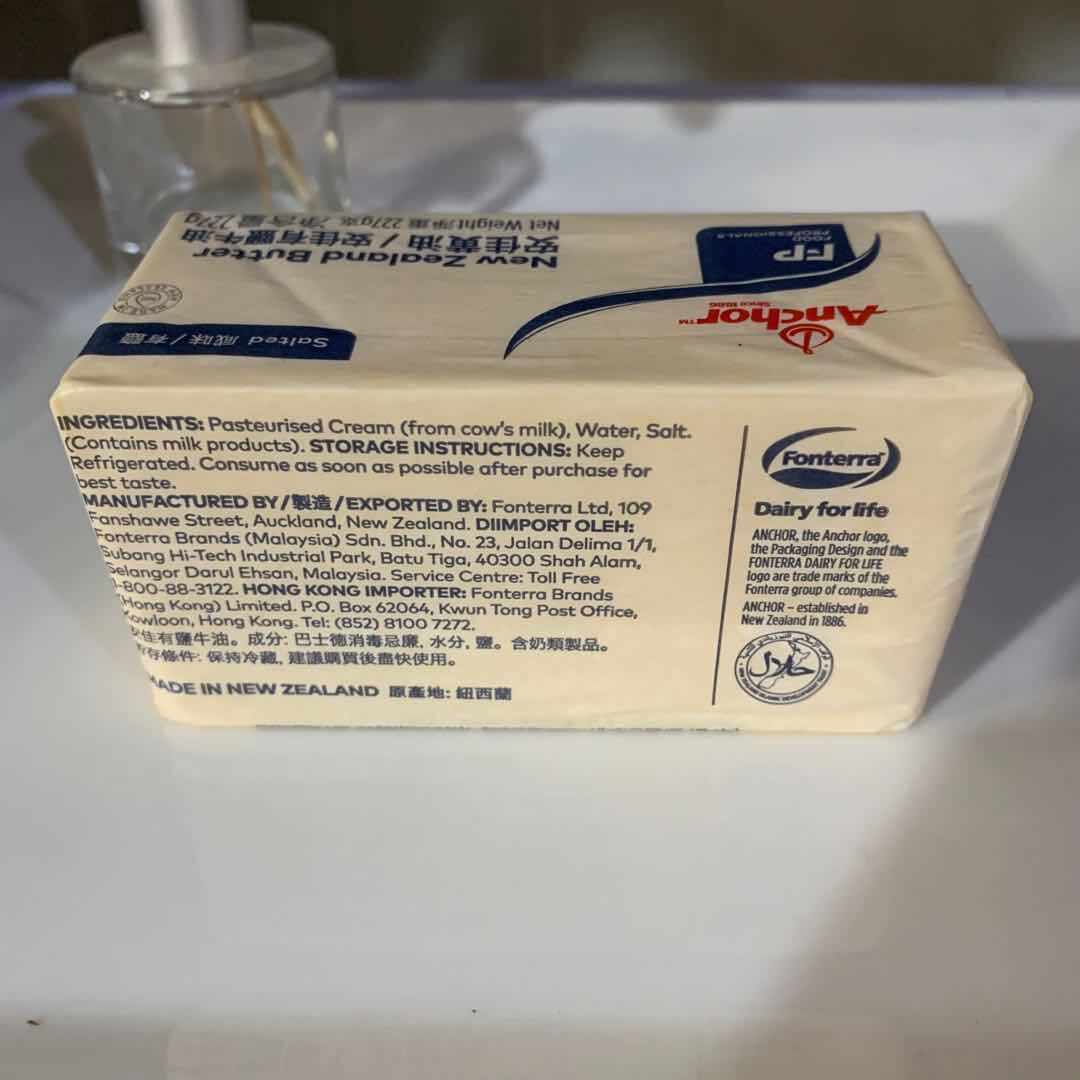 Net Weight/淨重 227g克 净含量 227g
New Zealand Butter
安佳黃油 / 安佳有鹽牛油
Salted 咸味 / 有鹽
FP
FOOD
PROFESSIONALS
Anchor™
Since 1886
INGREDIENTS: Pasteurised Cream (from cow's milk), Water, Salt.
(Contains milk products). STORAGE INSTRUCTIONS: Keep
Refrigerated. Consume as soon as possible after purchase for
best taste.
MANUFACTURED BY/製造/EXPORTED BY: Fonterra Ltd, 109
Fanshawe Street, Auckland, New Zealand. DIIMPORT OLEH:
Fonterra Brands (Malaysia) Sdn. Bhd., No. 23, Jalan Delima 1/1,
Subang Hi-Tech Industrial Park, Batu Tiga, 40300 Shah Alam,
Selangor Darul Ehsan, Malaysia. Service Centre: Toll Free
1-800-88-3122. HONG KONG IMPORTER: Fonterra Brands
(Hong Kong) Limited. P.O. Box 62064, Kwun Tong Post Office,
Kowloon, Hong Kong. Tel: (852) 8100 7272.
佳有鹽牛油。成分: 巴士德消毒忌廉, 水分, 鹽。含奶類製品。
存條件: 保持冷藏, 建議購買後盡快使用。
MADE IN NEW ZEALAND 原產地: 紐西蘭
Fonterra
Dairy for life
ANCHOR, the Anchor logo,
the Packaging Design and the
FONTERRA DAIRY FOR LIFE
logo are trade marks of the
Fonterra group of companies.
ANCHOR – established in
New Zealand in 1886.
حلال